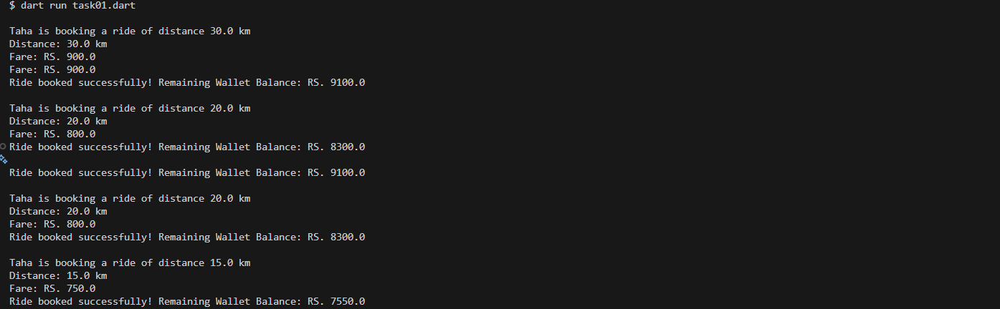 $ dart run task01.dart
Taha is booking a ride of distance 30.0 km
Distance: 30.0 km
Fare: RS. 900.0
Fare: RS. 900.0
Ride booked successfully! Remaining Wallet Balance: RS. 9100.0
Taha is booking a ride of distance 20.0 km
Distance: 20.0 km
Fare: RS. 800.0
Ride booked successfully! Remaining Wallet Balance: RS. 8300.0
Ride booked successfully! Remaining Wallet Balance: RS. 9100.0
Taha is booking a ride of distance 20.0 km
Distance: 20.0 km
Fare: RS. 800.0
Ride booked successfully! Remaining Wallet Balance: RS. 8300.0
Taha is booking a ride of distance 15.0 km
Distance: 15.0 km
Fare: RS. 750.0
Ride booked successfully! Remaining Wallet Balance: RS. 7550.0